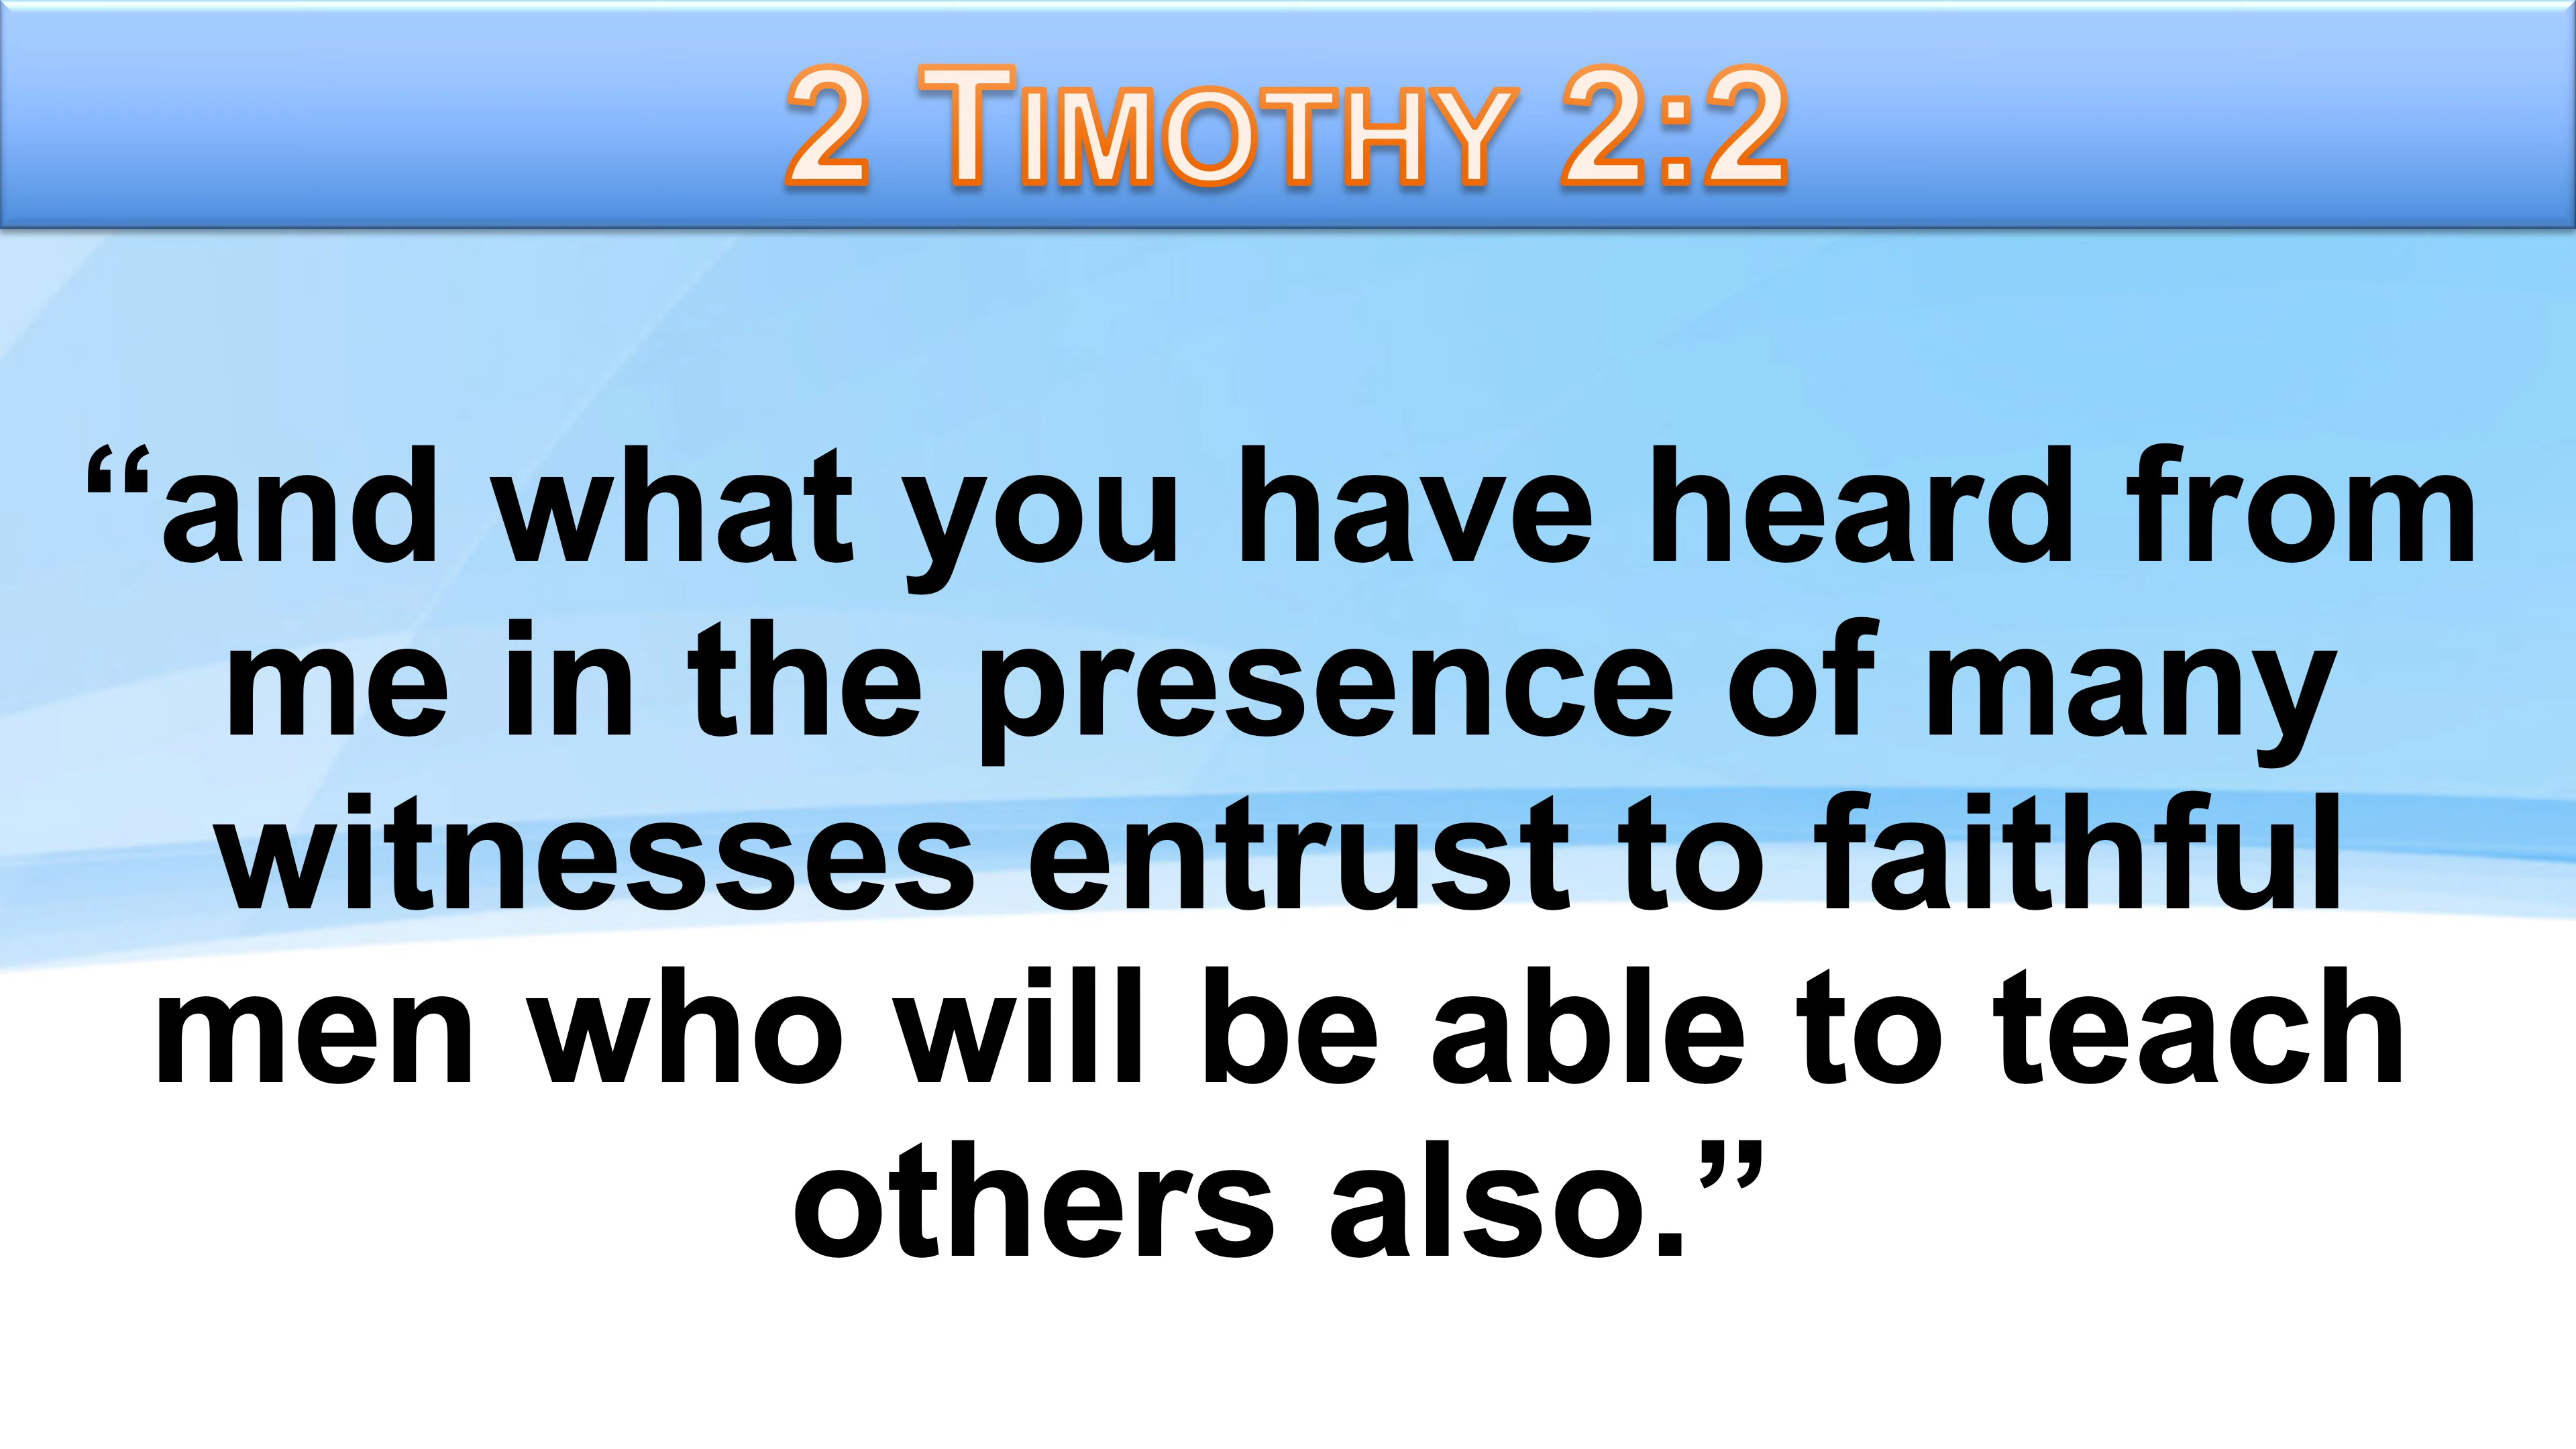 2 Timothy 2:2
“and what you have heard from
me in the presence of many
witnesses entrust to faithful
men who will be able to teach
others also.”